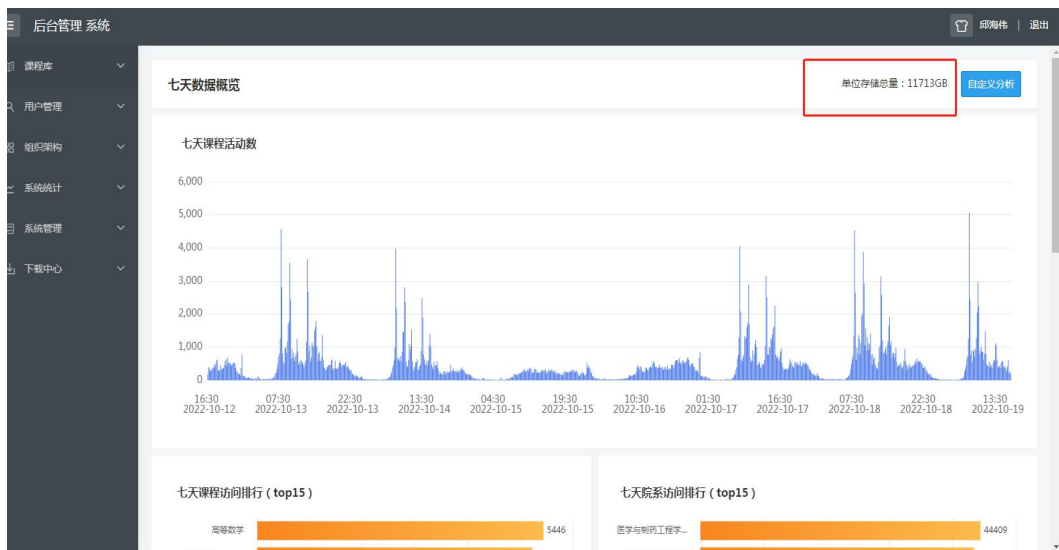 后台管理 系统
邱海伟 | 退出
课程库
用户管理
组织架构
系统统计
系统管理
下载中心
七天数据概览
单位存储总量：11713GB
自定义分析
七天课程活动数
6,000
5,000
4,000
3,000
2,000
1,000
0
16:30 07:30 22:30 13:30 04:30 19:30 10:30 01:30 16:30 07:30 22:30 13:30
2022-10-12 2022-10-13 2022-10-13 2022-10-14 2022-10-15 2022-10-15 2022-10-16 2022-10-17 2022-10-17 2022-10-18 2022-10-18 2022-10-19
七天课程访问排行（top15）
七天院系访问排行（top15）
高等数学 5446
医学与制药工程学... 44409